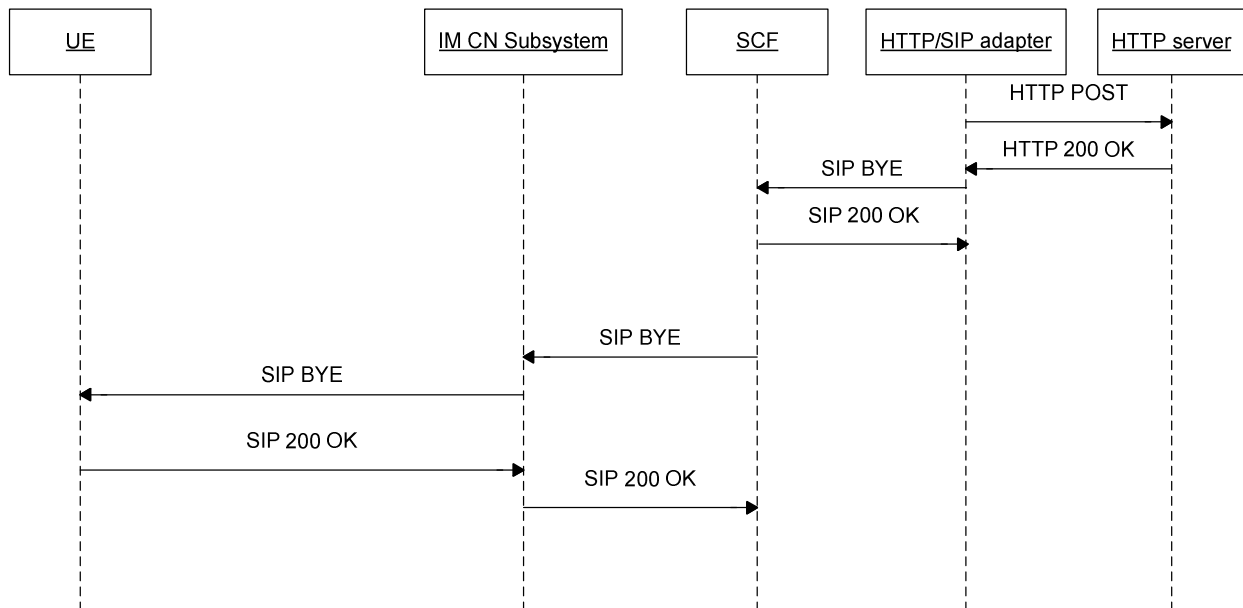 UE
IM CN Subsystem
SCF
HTTP/SIP adapter
HTTP server
HTTP POST
HTTP 200 OK
SIP BYE
SIP 200 OK
SIP BYE
SIP BYE
SIP 200 OK
SIP 200 OK